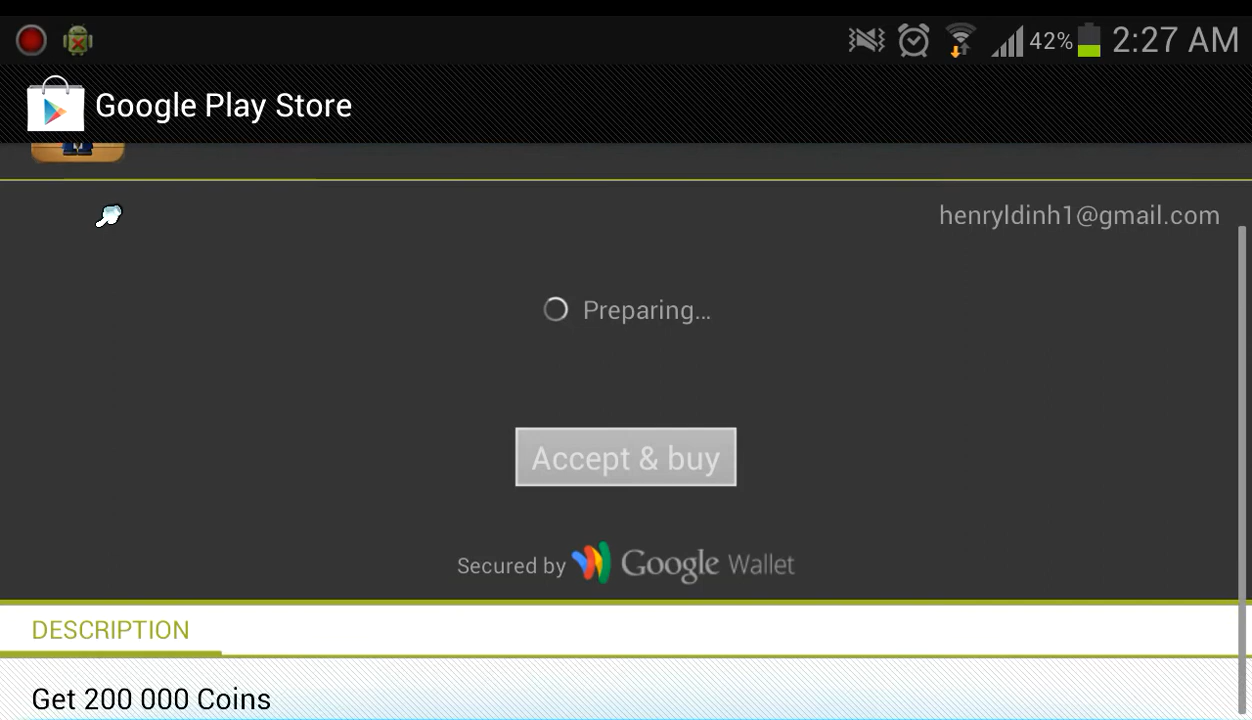 42% 2:27 AM
Google Play Store
henryldinh1@gmail.com
Preparing...
Accept & buy
Secured by Google Wallet
DESCRIPTION
Get 200 000 Coins